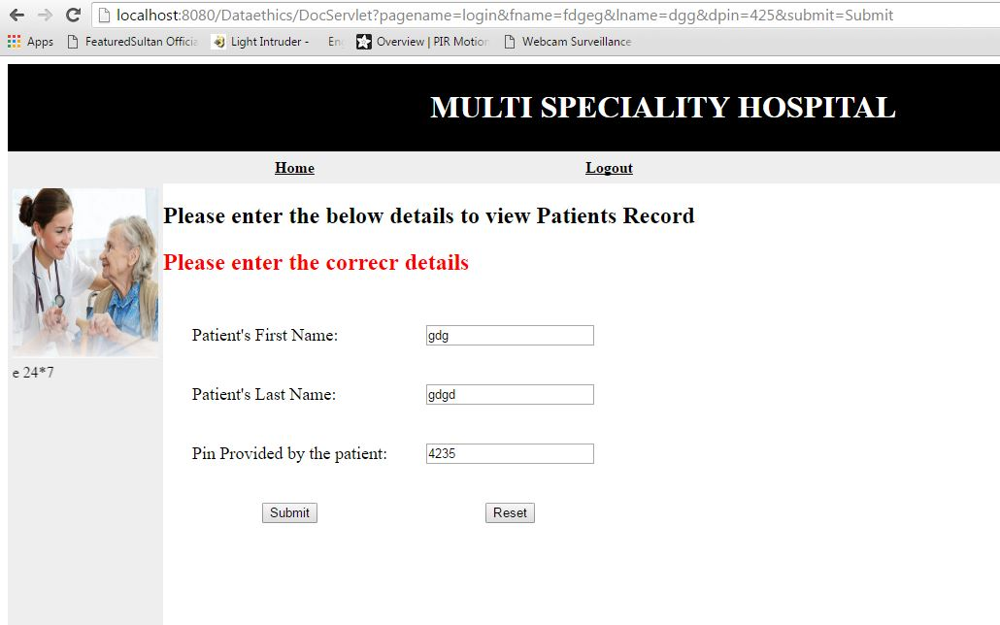 localhost:8080/Dataethics/DocServlet?pagename=login&fname=fdgeg&lname=dgg&dpin=425&submit=Submit
Apps FeaturedSultan Officia Light Intruder - Eng Overview | PIR Motion Webcam Surveillance
MULTI SPECIALITY HOSPITAL
Home Logout
Please enter the below details to view Patients Record
Please enter the correcr details
Patient's First Name: gdg
Patient's Last Name: gdgd
Pin Provided by the patient: 4235
Submit Reset
e 24*7